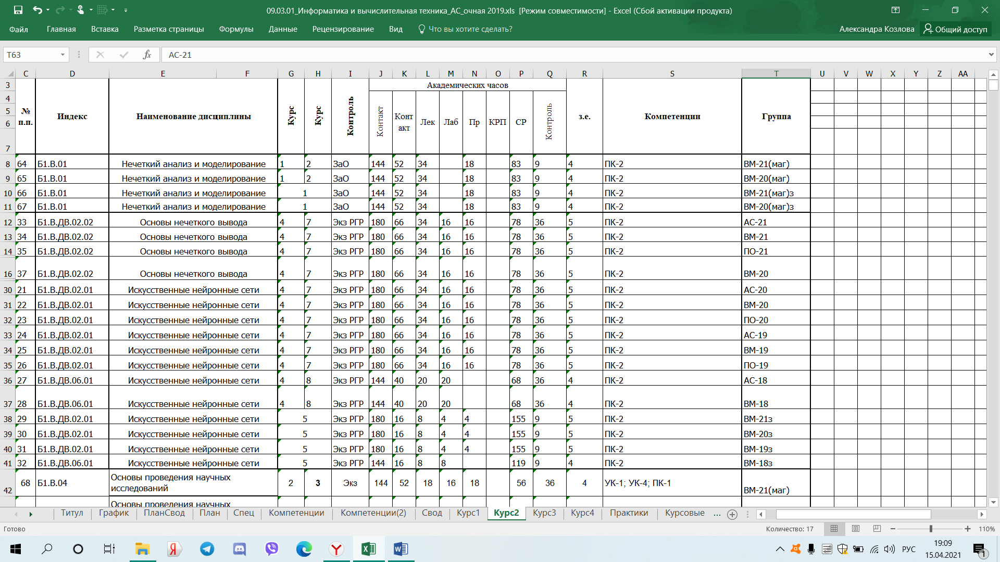 09.03.01_Информатика и вычислительная техника_АС_очная 2019.xls [Режим совместимости] - Excel (Сбой активации продукта)
Файл Главная Вставка Разметка страницы Формулы Данные Рецензирование Вид Что вы хотите сделать? Александра Козлова Общий доступ
T63 fx АС-21
C D E F G H I J K L M N O P Q R S T U V W X Y Z AA
3 Академических часов
4
5
6
7
№ п.п. Индекс Наименование дисциплины Курс Курс Контроль Контакт Конт акт Лек Лаб Пр КРП СР Контроль з.е. Компетенции Группа
8 64 Б1.В.01 Нечеткий анализ и моделирование 1 2 ЗаО 144 52 34 18 83 9 4 ПК-2 ВМ-21(маг)
9 65 Б1.В.01 Нечеткий анализ и моделирование 1 2 ЗаО 144 52 34 18 83 9 4 ПК-2 ВМ-20(маг)
10 66 Б1.В.01 Нечеткий анализ и моделирование 1 ЗаО 144 52 34 18 83 9 4 ПК-2 ВМ-21(маг)з
11 67 Б1.В.01 Нечеткий анализ и моделирование 1 ЗаО 144 52 34 18 83 9 4 ПК-2 ВМ-20(маг)з
12 33 Б1.В.ДВ.02.02 Основы нечеткого вывода 4 7 Экз РГР 180 66 34 16 16 78 36 5 ПК-2 АС-21
13 34 Б1.В.ДВ.02.02 Основы нечеткого вывода 4 7 Экз РГР 180 66 34 16 16 78 36 5 ПК-2 ВМ-21
14 35 Б1.В.ДВ.02.02 Основы нечеткого вывода 4 7 Экз РГР 180 66 34 16 16 78 36 5 ПК-2 ПО-21
16 37 Б1.В.ДВ.02.02 Основы нечеткого вывода 4 7 Экз РГР 180 66 34 16 16 78 36 5 ПК-2 ВМ-20
30 21 Б1.В.ДВ.02.01 Искусственные нейронные сети 4 7 Экз РГР 180 66 34 16 16 78 36 5 ПК-2 АС-20
31 22 Б1.В.ДВ.02.01 Искусственные нейронные сети 4 7 Экз РГР 180 66 34 16 16 78 36 5 ПК-2 ВМ-20
32 23 Б1.В.ДВ.02.01 Искусственные нейронные сети 4 7 Экз РГР 180 66 34 16 16 78 36 5 ПК-2 ПО-20
33 24 Б1.В.ДВ.02.01 Искусственные нейронные сети 4 7 Экз РГР 180 66 34 16 16 78 36 5 ПК-2 АС-19
34 25 Б1.В.ДВ.02.01 Искусственные нейронные сети 4 7 Экз РГР 180 66 34 16 16 78 36 5 ПК-2 ВМ-19
35 26 Б1.В.ДВ.02.01 Искусственные нейронные сети 4 7 Экз РГР 180 66 34 16 16 78 36 5 ПК-2 ПО-19
36 27 Б1.В.ДВ.06.01 Искусственные нейронные сети 4 8 Экз РГР 144 40 20 20 68 36 4 ПК-2 АС-18
37 28 Б1.В.ДВ.06.01 Искусственные нейронные сети 4 8 Экз РГР 144 40 20 20 68 36 4 ПК-2 ВМ-18
38 29 Б1.В.ДВ.02.01 Искусственные нейронные сети 5 Экз РГР 180 16 8 4 4 155 9 5 ПК-2 ВМ-21з
39 30 Б1.В.ДВ.02.01 Искусственные нейронные сети 5 Экз РГР 180 16 8 4 4 155 9 5 ПК-2 ВМ-20з
40 31 Б1.В.ДВ.02.01 Искусственные нейронные сети 5 Экз РГР 180 16 8 4 4 155 9 5 ПК-2 ВМ-19з
41 32 Б1.В.ДВ.06.01 Искусственные нейронные сети 5 Экз РГР 144 16 8 8 119 9 4 ПК-2 ВМ-18з
42 68 Б1.В.04 Основы проведения научных исследований 2 3 Экз 144 52 18 16 18 56 36 4 УК-1; УК-4; ПК-1 ВМ-21(маг)
Основы проведения научных
Титул График ПланСвод План Спец Компетенции Компетенции(2) Свод Курс1 Курс2 Курс3 Курс4 Практики Курсовые ...
Готово Количество: 17 110%
РУС 19:09
15.04.2021 1